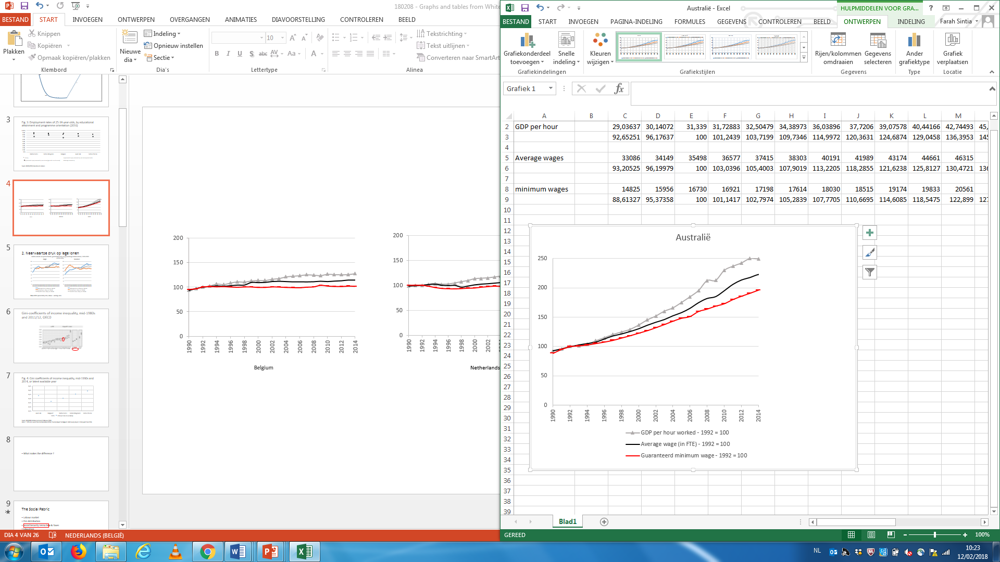 180208 - Graphs and tables from White
BESTAND START INVOEGEN ONTWERPEN OVERGANGEN ANIMATIES DIAVOORSTELLING CONTROLEREN BEELD
Plakken
Knippen
Kopiëren
Opmaak kopiëren/plakken
Klembord
Nieuwe dia
Indeling
Opnieuw instellen
Sectie
Dia's
10
B I U S abc AV Aa A
Lettertype
Tekstrichting
Tekst uitlijnen
Converteren naar SmartArt
Alinea
3
Fig. 3: Employment rates of 25-34-year-olds, by educational
attainment and programme orientation (2016)
4
5
2. Neerwaartse druk op lage lonen
6
Gini-coefficients of income inequality, mid-1980s
and 2011/12, OECD
7
Fig. 4: Gini coefficients of income inequality, mid-1990s and
2014, or latest available year
8
• What makes the difference ?
9
The Social Fabric
• Labour market
• Pre-distribution
• Education
200
150
100
50
0
1990 1992 1994 1996 1998 2000 2002 2004 2006 2008 2010 2012 2014
Belgium
200
150
100
50
0
1990 1992 1994 1996 1998 2000 2002
Netherlands
DIA 4 VAN 26 NEDERLANDS (BELGIË)
Australië - Excel
HULPMIDDELEN VOOR GRA...
BESTAND START INVOEGEN PAGINA-INDELING FORMULES GEGEVENS CONTROLEREN BEELD ONTWERPEN INDELING Farah Sintia
Grafiekonderdeel toevoegen
Snelle indeling
Grafiekindelingen
Kleuren wijzigen
Grafiekstijlen
Rijen/kolommen omdraaien
Gegevens selecteren
Gegevens
Ander grafiektype
Type
Grafiek verplaatsen
Locatie
Grafiek 1
fx
A B C D E F G H I J K L M
2 GDP per hour 29,03637 30,14072 31,339 31,72883 32,50479 34,38973 36,03896 37,7206 39,07578 40,44166 42,74493 45,
3 92,65251 96,17637 100 101,2439 103,7199 109,7346 114,9972 120,3631 124,6874 129,0458 136,3953 145
4
5 Average wages 33086 34149 35498 36577 37415 38303 40191 41989 43174 44661 46315
6 93,20525 96,19979 100 103,0396 105,4003 107,9019 113,2205 118,2855 121,6238 125,8127 130,4721 136
7
8 minimum wages 14825 15956 16730 16921 17198 17614 18030 18515 19174 19833 20561
9 88,61327 95,37358 100 101,1417 102,7974 105,2839 107,7705 110,6695 114,6085 118,5475 122,899 127
10
11
12
13
14
15
16
17
18
19
20
21
22
23
24
25
26
27
28
29
30
31
32
33
34
35
36
37
38
39
Australië
250
200
150
100
50
0
1990 1992 1994 1996 1998 2000 2002 2004 2006 2008 2010 2012 2014
GDP per hour worked - 1992 = 100
Average wage (in FTE) - 1992 = 100
Guaranteerd minimum wage - 1992 = 100
Blad1
GEREED
100%
NL
10:23
12/02/2018